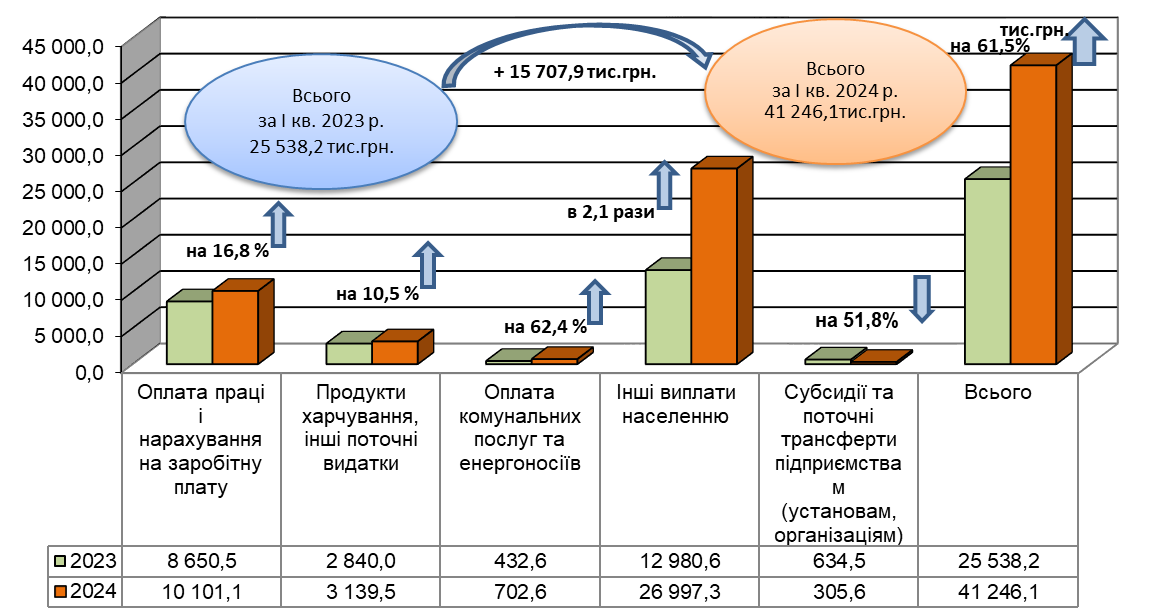 тис.грн.
45 000,0
40 000,0
35 000,0
30 000,0
25 000,0
20 000,0
15 000,0
10 000,0
5 000,0
0,0
Всього
за І кв. 2023 р.
25 538,2 тис.грн.
+ 15 707,9 тис.грн.
Всього
за І кв. 2024 р.
41 246,1тис.грн.
на 61,5%
на 16,8 %
на 10,5 %
на 62,4 %
в 2,1 рази
на 51,8%
Оплата праці
і
нарахування
на заробітну
плату
Продукти
харчування,
інші поточні
видатки
Оплата
комунальних
послуг та
енергоносіїв
Інші виплати
населенню
Субсидії та
поточні
трансферти
підприємства
м
(установам,
організаціям)
Всього
2023 8 650,5 2 840,0 432,6 12 980,6 634,5 25 538,2
2024 10 101,1 3 139,5 702,6 26 997,3 305,6 41 246,1